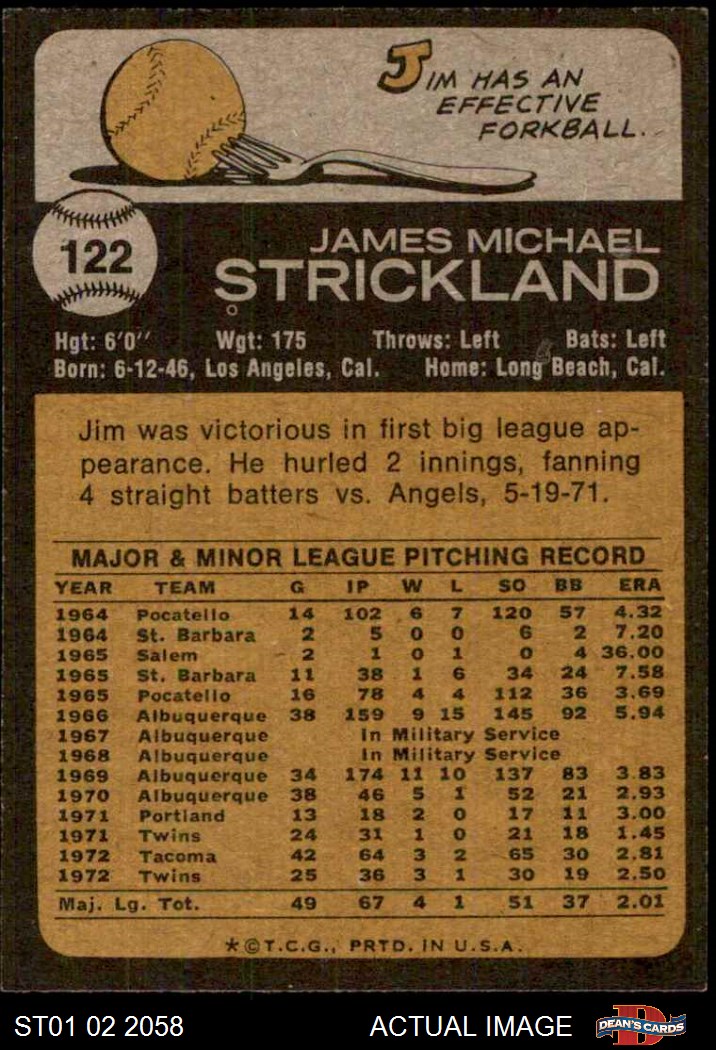 JIM HAS AN
EFFECTIVE
FORKBALL.
122
JAMES MICHAEL
STRICKLAND
Hgt: 6'0'' Wgt: 175 Throws: Left Bats: Left
Born: 6-12-46, Los Angeles, Cal. Home: Long Beach, Cal.
Jim was victorious in first big league ap-
pearance. He hurled 2 innings, fanning
4 straight batters vs. Angels, 5-19-71.
MAJOR & MINOR LEAGUE PITCHING RECORD
YEAR TEAM G IP W L SO BB ERA
1964 Pocatello 14 102 6 7 120 57 4.32
1964 St. Barbara 2 5 0 0 6 2 7.20
1965 Salem 2 1 0 1 0 4 36.00
1965 St. Barbara 11 38 1 6 34 24 7.58
1965 Pocatello 16 78 4 4 112 36 3.69
1966 Albuquerque 38 159 9 15 145 92 5.94
1967 Albuquerque In Military Service
1968 Albuquerque In Military Service
1969 Albuquerque 34 174 11 10 137 83 3.83
1970 Albuquerque 38 46 5 1 52 21 2.93
1971 Portland 13 18 2 0 17 11 3.00
1971 Twins 24 31 1 0 21 18 1.45
1972 Tacoma 42 64 3 2 65 30 2.81
1972 Twins 25 36 3 1 30 19 2.50
Maj. Lg. Tot. 49 67 4 1 51 37 2.01
*©T.C.G., PRTD. IN U.S.A.
ST01 02 2058 ACTUAL IMAGE DEAN'S CARDS